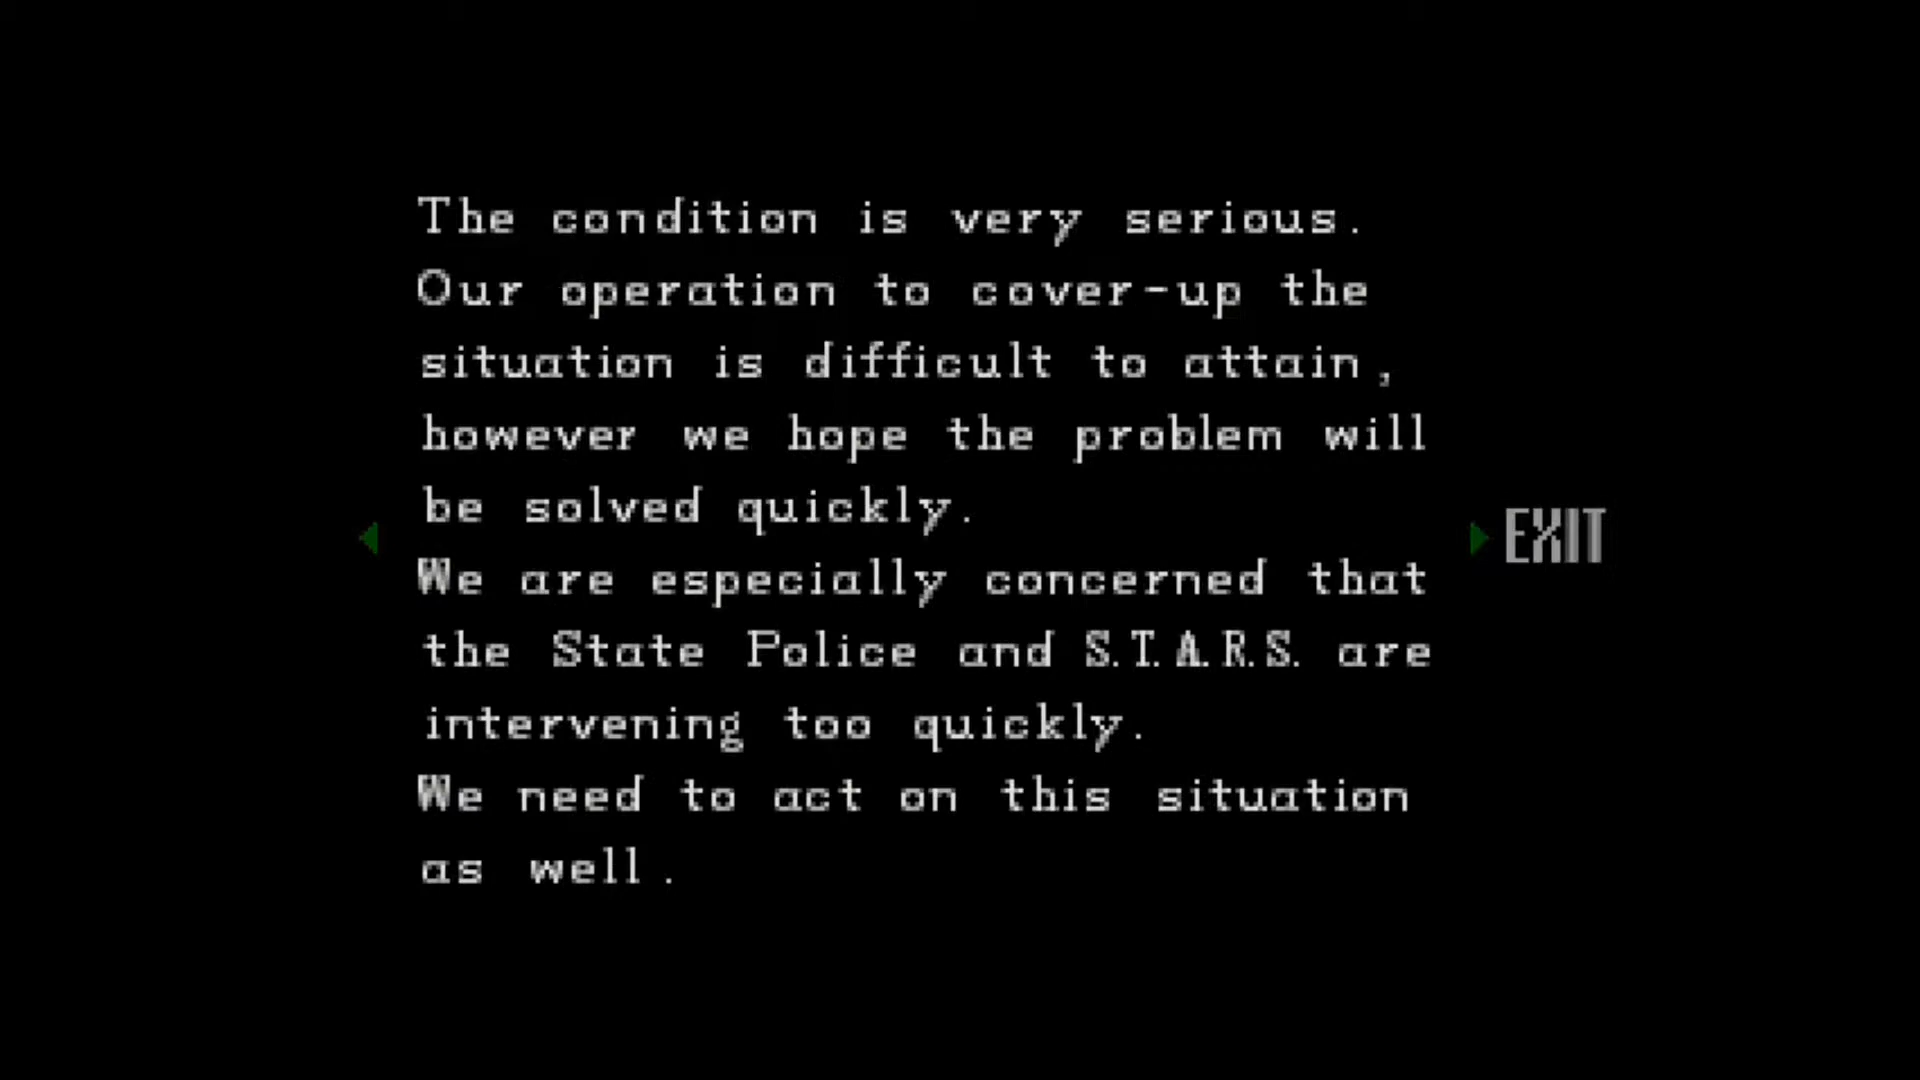 The condition is very serious.
Our operation to cover-up the
situation is difficult to attain,
however we hope the problem will
be solved quickly.
We are especially concerned that
the State Police and S.T.A.R.S. are
intervening too quickly.
We need to act on this situation
as well.
EXIT